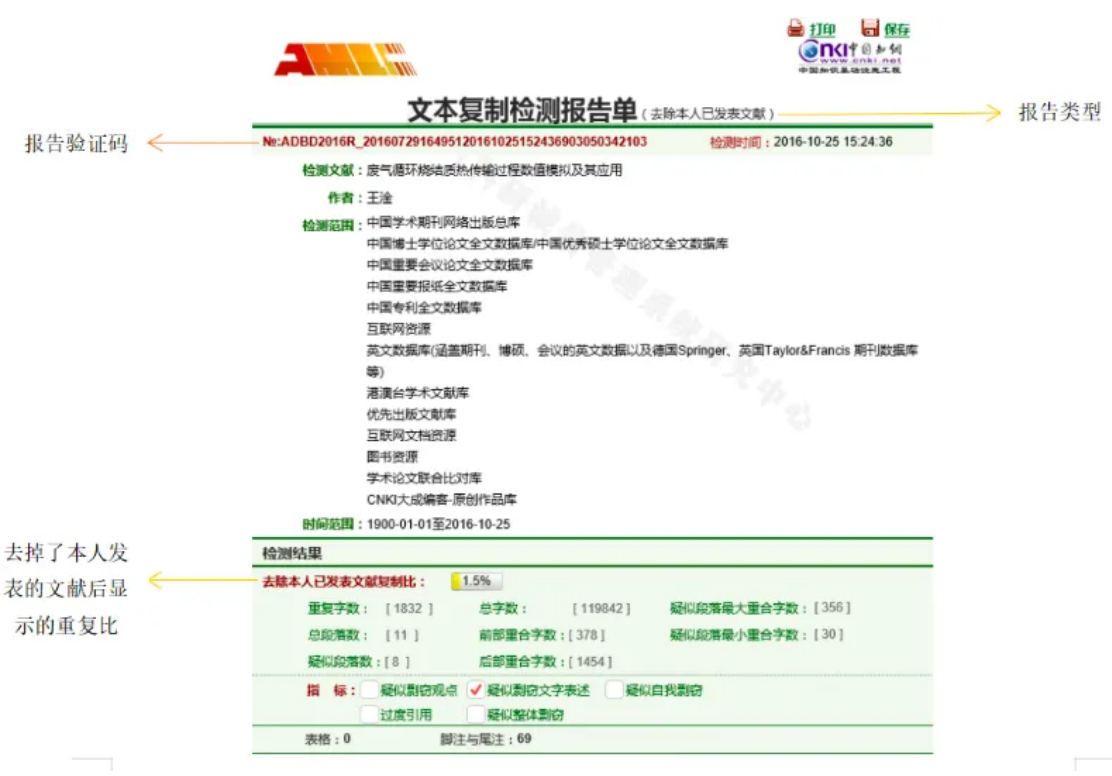 打印 保存
AMLC
cnki中国知网
www.cnki.net
中国知识基础设施工程
文本复制检测报告单(去除本人已发表文献)
报告类型
报告验证码
№:ADBD2016R_2016072916495120161025152436903050342103 检测时间:2016-10-25 15:24:36
检测文献:废气循环烧结质热传输过程数值模拟及其应用
作者:王淦
检测范围:中国学术期刊网络出版总库
中国博士学位论文全文数据库/中国优秀硕士学位论文全文数据库
中国重要会议论文全文数据库
中国重要报纸全文数据库
中国专利全文数据库
互联网资源
英文数据库(涵盖期刊、博硕、会议的英文数据以及德国Springer、英国Taylor&Francis 期刊数据库
等)
港澳台学术文献库
优先出版文献库
互联网文档资源
图书资源
学术论文联合比对库
CNKI大成编客-原创作品库
时间范围:1900-01-01至2016-10-25
检测结果
去掉了本人发
表的文献后显
示的重复比
去除本人已发表文献复制比: 1.5%
重复字数: [1832] 总字数: [119842] 疑似段落最大重合字数:[356]
总段落数: [11] 前部重合字数:[378] 疑似段落最小重合字数:[30]
疑似段落数:[8] 后部重合字数:[1454]
指 标: 疑似剽窃观点 疑似剽窃文字表述 疑似自我剽窃
过度引用 疑似整体剽窃
表格:0 脚注与尾注:69